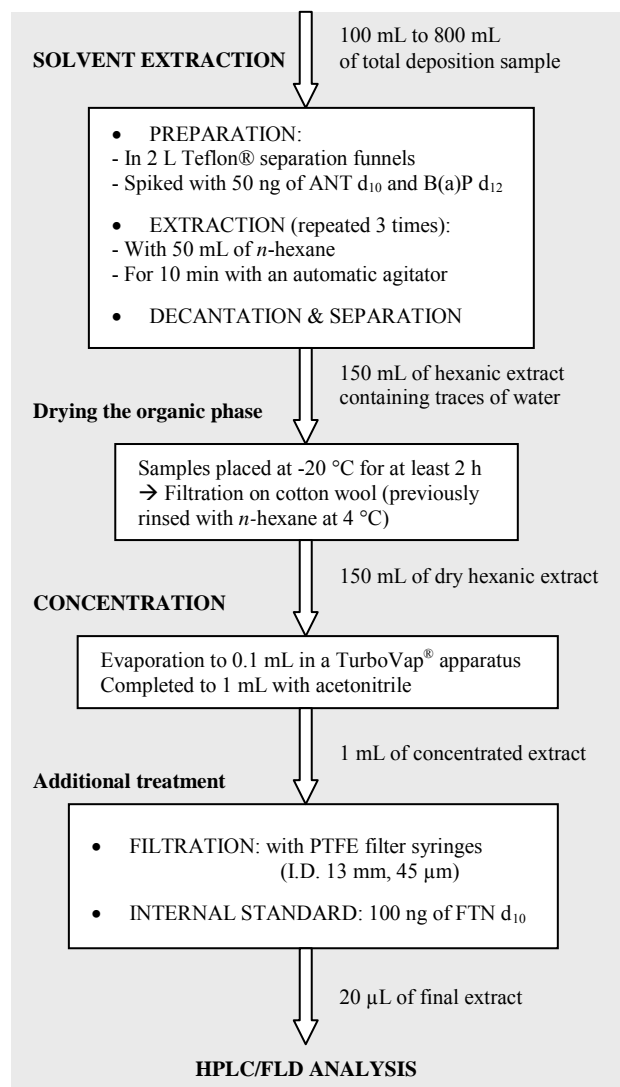 100 mL to 800 mL
SOLVENT EXTRACTION
of total deposition sample
• PREPARATION:
- In 2 L Teflon® separation funnels
- Spiked with 50 ng of ANT d10 and B(a)P d12
• EXTRACTION (repeated 3 times):
- With 50 mL of n-hexane
- For 10 min with an automatic agitator
• DECANTATION & SEPARATION
150 mL of hexanic extract
containing traces of water
Drying the organic phase
Samples placed at -20 °C for at least 2 h
→ Filtration on cotton wool (previously
rinsed with n-hexane at 4 °C)
150 mL of dry hexanic extract
CONCENTRATION
Evaporation to 0.1 mL in a TurboVap® apparatus
Completed to 1 mL with acetonitrile
1 mL of concentrated extract
Additional treatment
• FILTRATION: with PTFE filter syringes
(I.D. 13 mm, 45 µm)
• INTERNAL STANDARD: 100 ng of FTN d10
20 µL of final extract
HPLC/FLD ANALYSIS